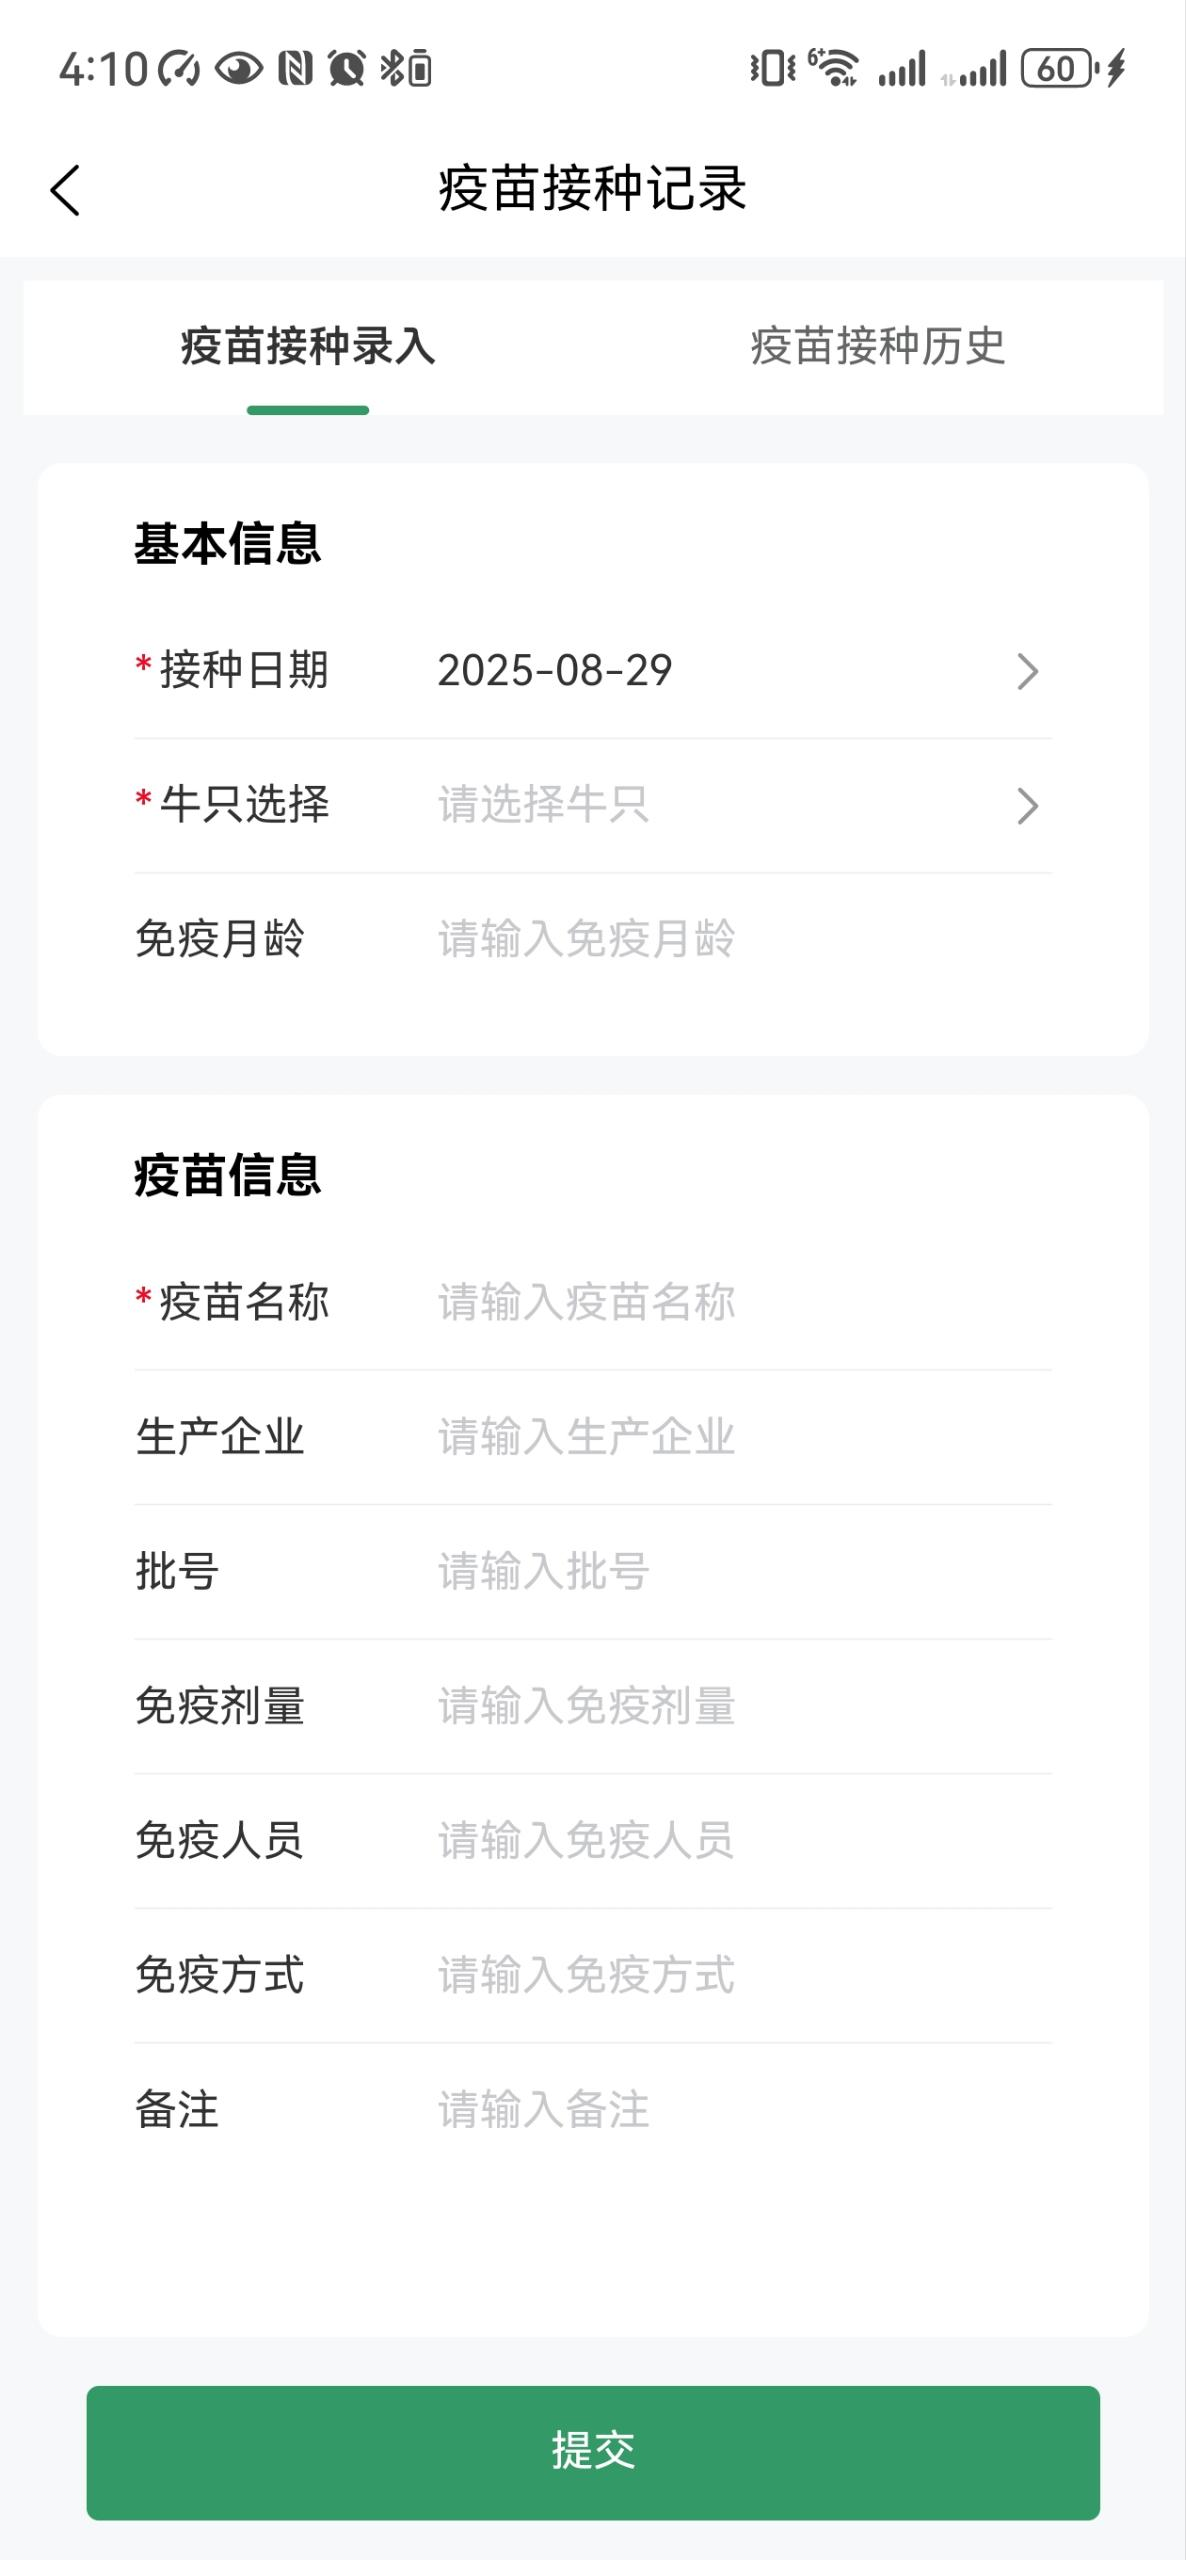 4:10
6+
60
疫苗接种记录
疫苗接种录入 疫苗接种历史
基本信息
*接种日期 2025-08-29
*牛只选择 请选择牛只
免疫月龄 请输入免疫月龄
疫苗信息
*疫苗名称 请输入疫苗名称
生产企业 请输入生产企业
批号 请输入批号
免疫剂量 请输入免疫剂量
免疫人员 请输入免疫人员
免疫方式 请输入免疫方式
备注 请输入备注
提交